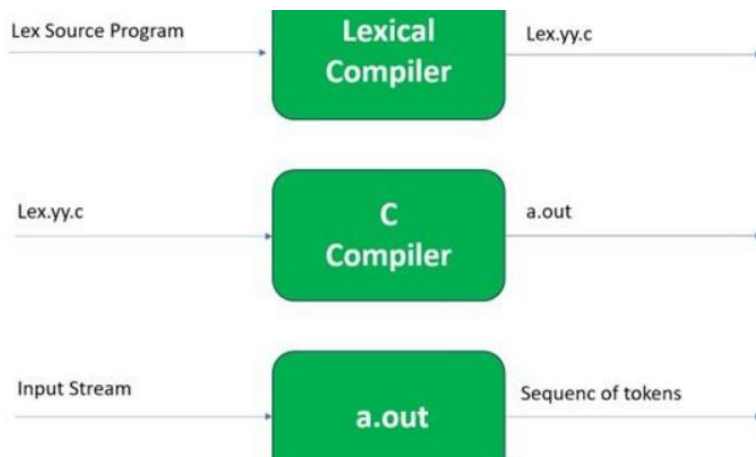 Lex Source Program
Lexical
Compiler
Lex.yy.c
Lex.yy.c
C
Compiler
a.out
Input Stream
a.out
Sequenc of tokens